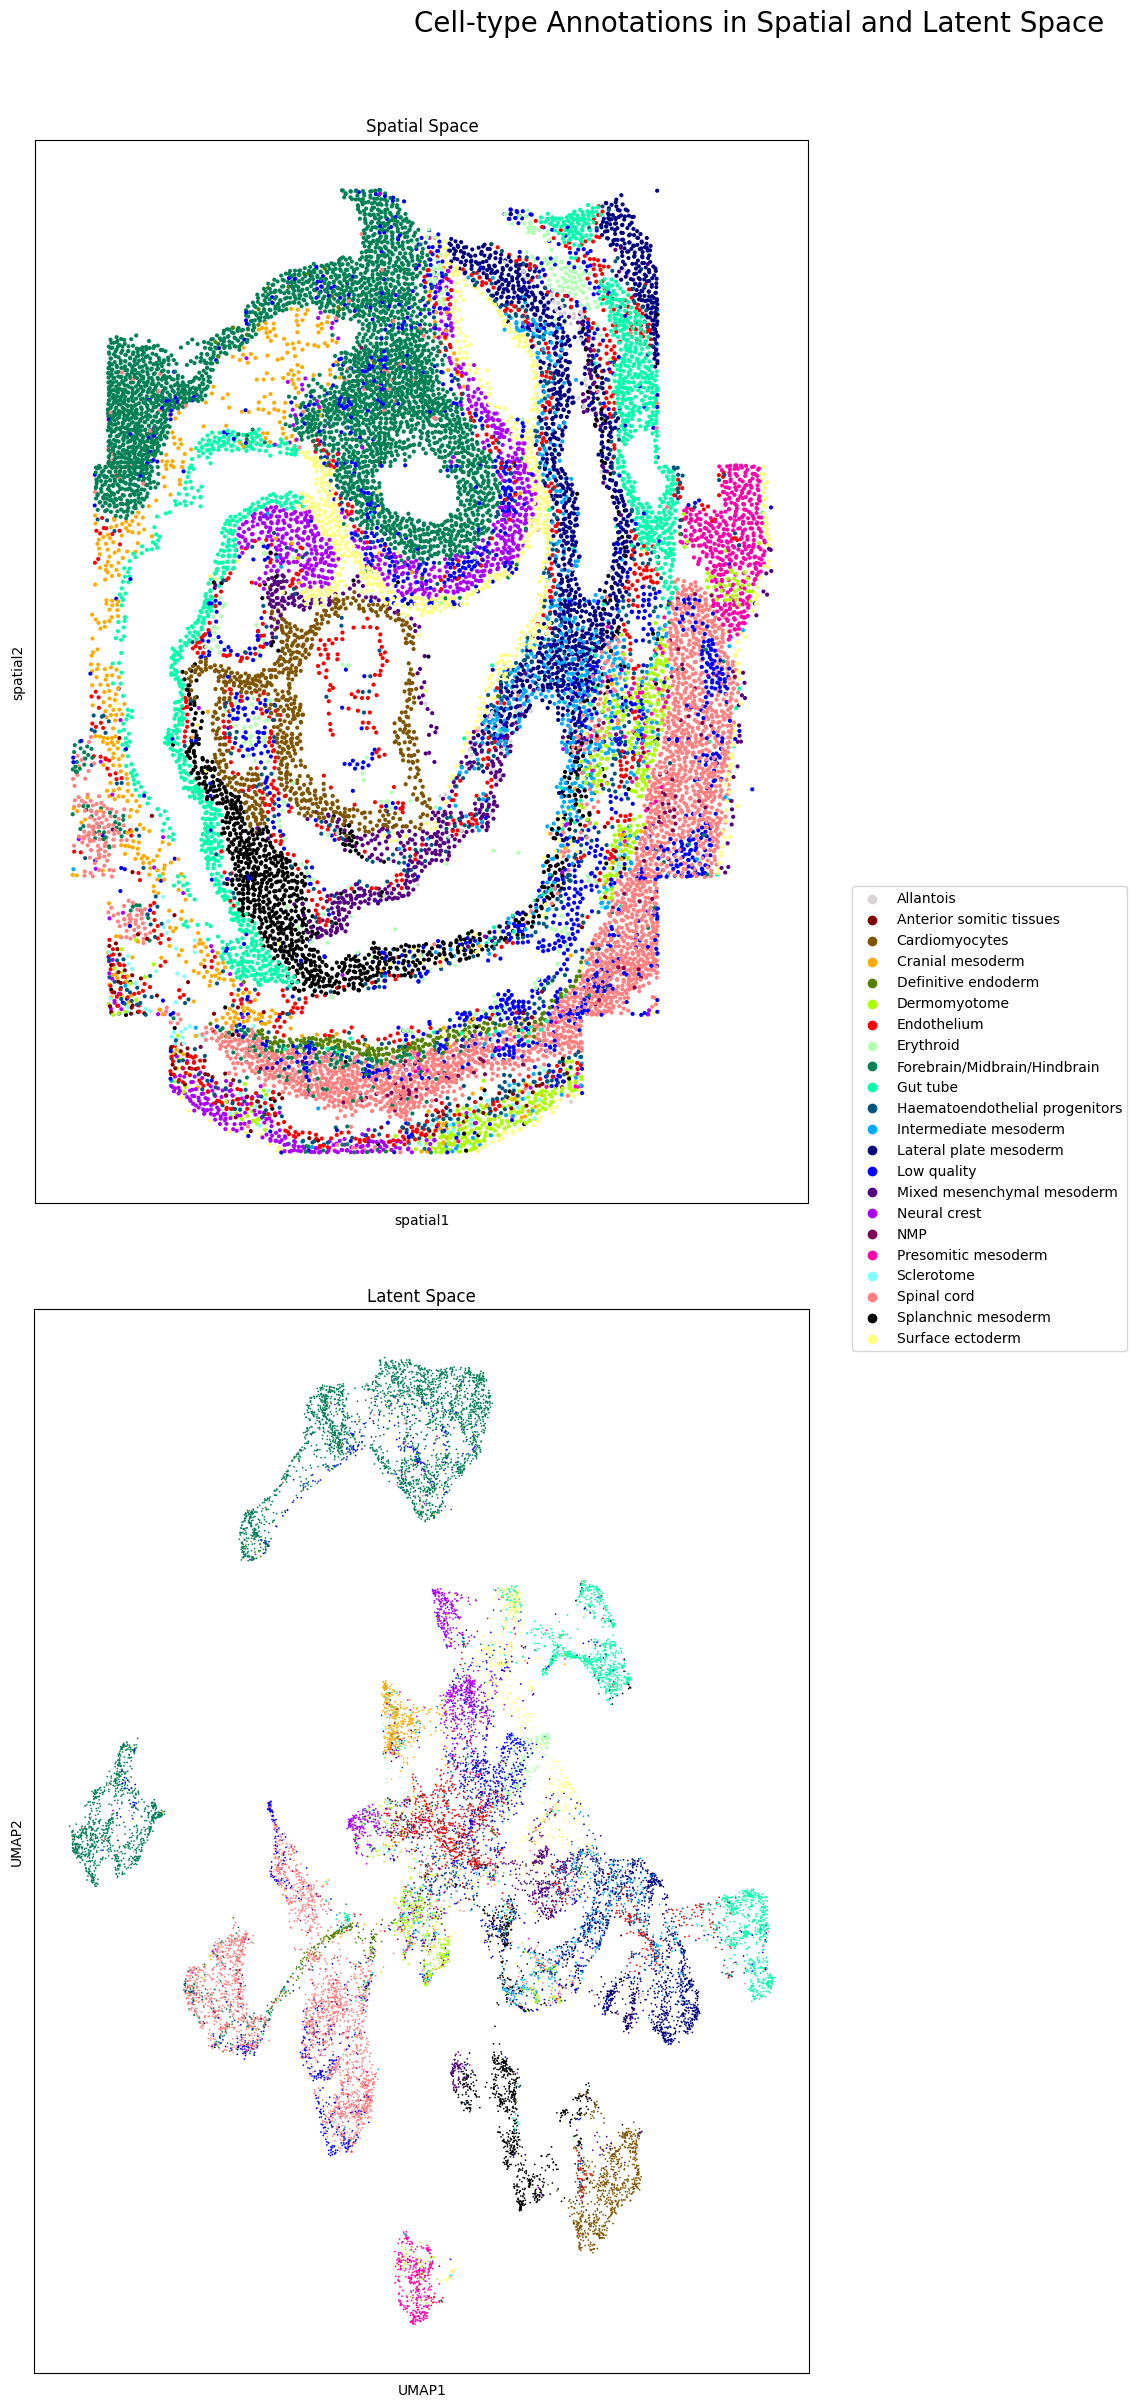 Cell-type Annotations in Spatial and Latent Space
Spatial Space
spatial2
spatial1
Allantois
Anterior somitic tissues
Cardiomyocytes
Cranial mesoderm
Definitive endoderm
Dermomyotome
Endothelium
Erythroid
Forebrain/Midbrain/Hindbrain
Gut tube
Haematoendothelial progenitors
Intermediate mesoderm
Lateral plate mesoderm
Low quality
Mixed mesenchymal mesoderm
Neural crest
NMP
Presomitic mesoderm
Sclerotome
Spinal cord
Splanchnic mesoderm
Surface ectoderm
Latent Space
UMAP2
UMAP1